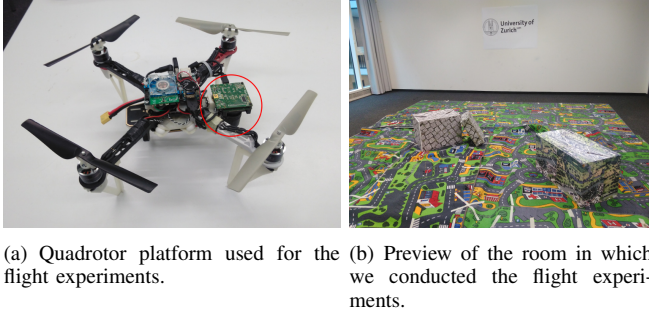 University of
Zurich
(a) Quadrotor platform used for the
flight experiments.
(b) Preview of the room in which
we conducted the flight experi-
ments.